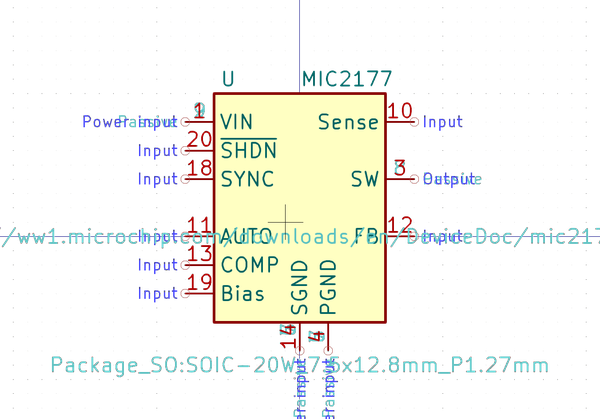 U MIC2177
1 10
Power input VIN Sense Input
20
Input SHDN
18 3
Input SYNC SW Output
11 12
//ww1.microchip.com/downloads/en/DeviceDoc/mic217
Input AUTO FB Input
13
Input COMP
19
Input Bias
SGND PGND
14 4
Package_SO:SOIC-20W_7.5x12.8mm_P1.27mm